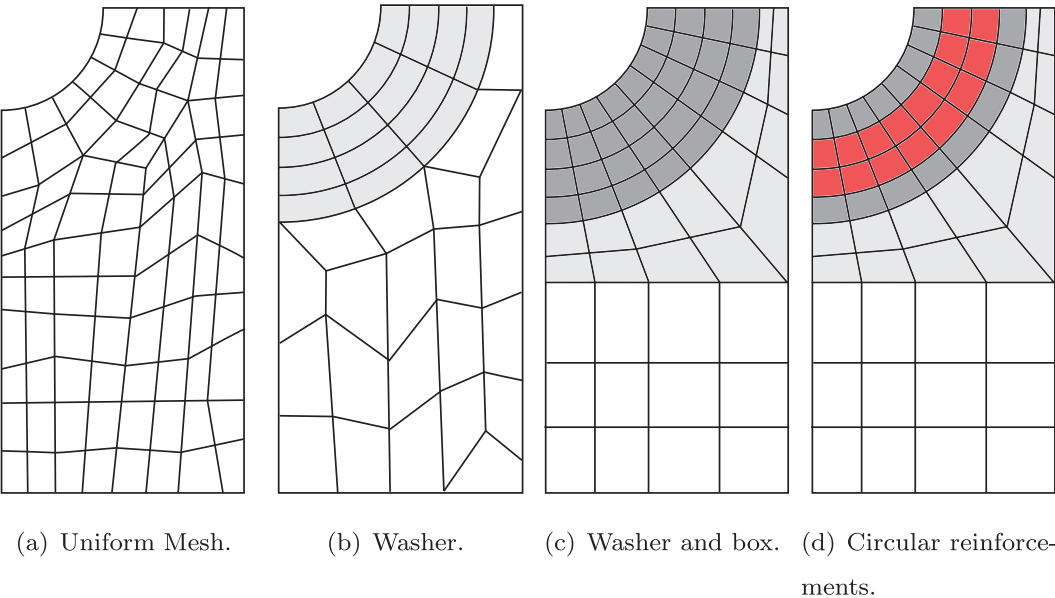 (a) Uniform Mesh.
(b) Washer.
(c) Washer and box.
(d) Circular reinforce-
ments.